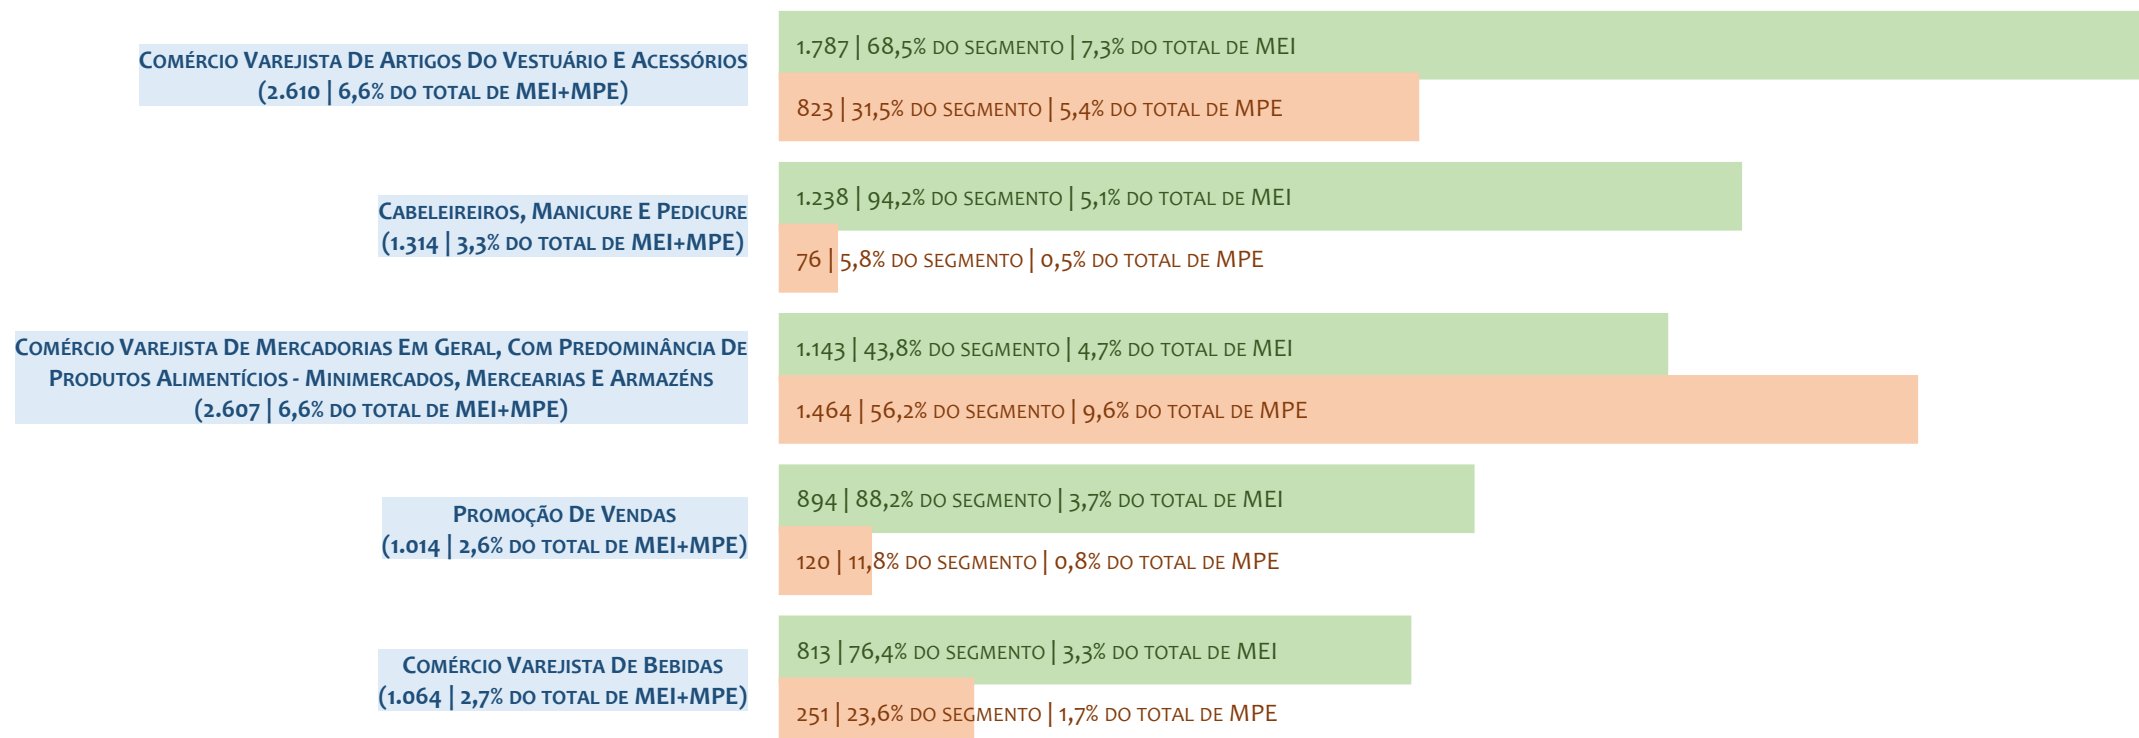 Comércio Varejista De Artigos Do Vestuário E Acessórios
(2.610 | 6,6% do total de MEI+MPE)
1.787 | 68,5% do segmento | 7,3% do total de MEI
823 | 31,5% do segmento | 5,4% do total de MPE
Cabeleireiros, Manicure E Pedicure
(1.314 | 3,3% do total de MEI+MPE)
1.238 | 94,2% do segmento | 5,1% do total de MEI
76 | 5,8% do segmento | 0,5% do total de MPE
Comércio Varejista De Mercadorias Em Geral, Com Predominância De
Produtos Alimentícios - Minimercados, Mercearias E Armazéns
(2.607 | 6,6% do total de MEI+MPE)
1.143 | 43,8% do segmento | 4,7% do total de MEI
1.464 | 56,2% do segmento | 9,6% do total de MPE
Promoção De Vendas
(1.014 | 2,6% do total de MEI+MPE)
894 | 88,2% do segmento | 3,7% do total de MEI
120 | 11,8% do segmento | 0,8% do total de MPE
Comércio Varejista De Bebidas
(1.064 | 2,7% do total de MEI+MPE)
813 | 76,4% do segmento | 3,3% do total de MEI
251 | 23,6% do segmento | 1,7% do total de MPE